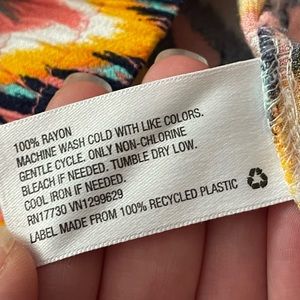 100% RAYON
MACHINE WASH COLD WITH LIKE COLORS.
GENTLE CYCLE. ONLY NON-CHLORINE
BLEACH IF NEEDED. TUMBLE DRY LOW.
COOL IRON IF NEEDED.
RN17730 VN1299629
LABEL MADE FROM 100% RECYCLED PLASTIC